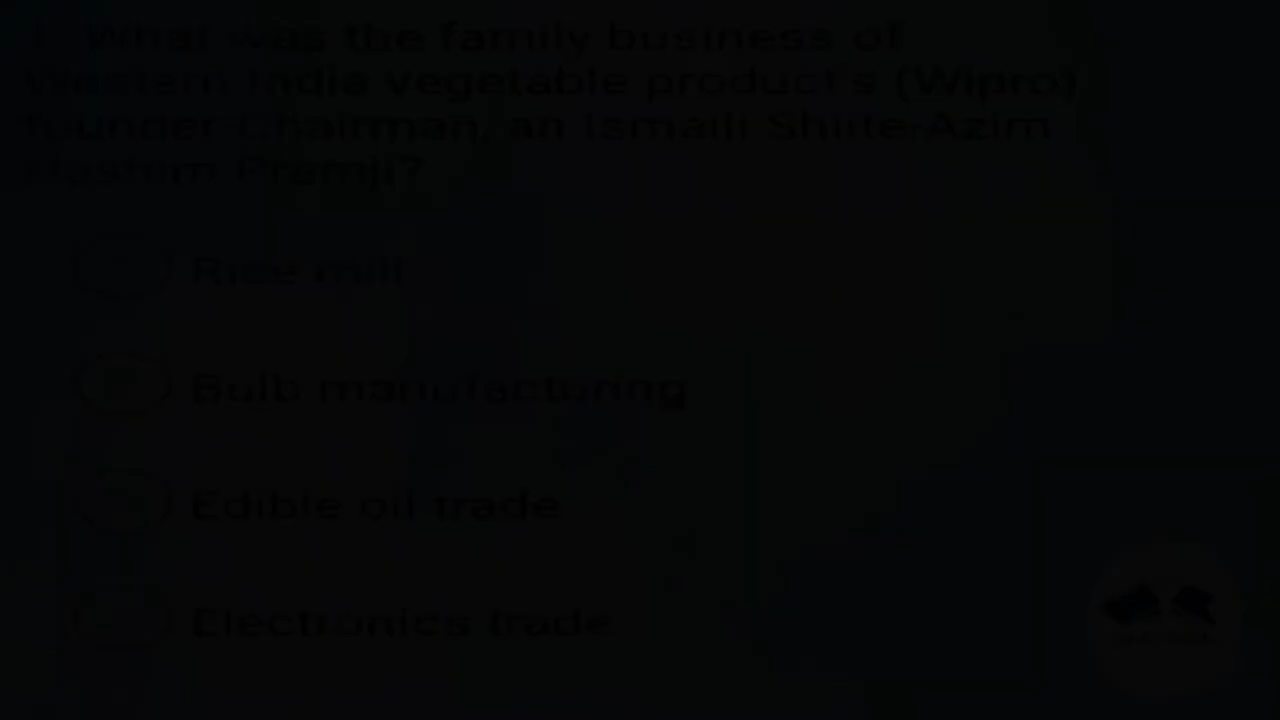 What was the family business of
Western India vegetable product's (Wipro)
founder-Chairman, an Ismaili Shiite-Azim
Hashim Premji?
Rice mill
Bulb manufacturing
Edible oil trade
Electronics trade